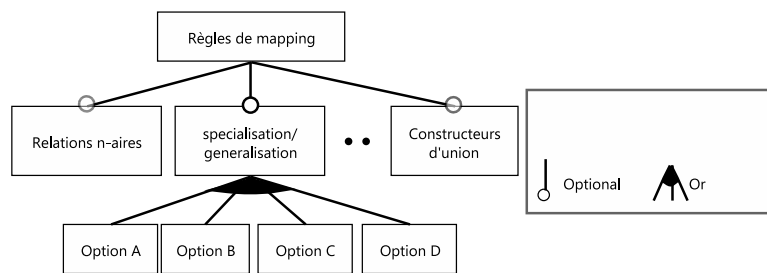 Règles de mapping
Relations n-aires
specialisation/
generalisation
Constructeurs
d'union
Optional
Or
Option A
Option B
Option C
Option D